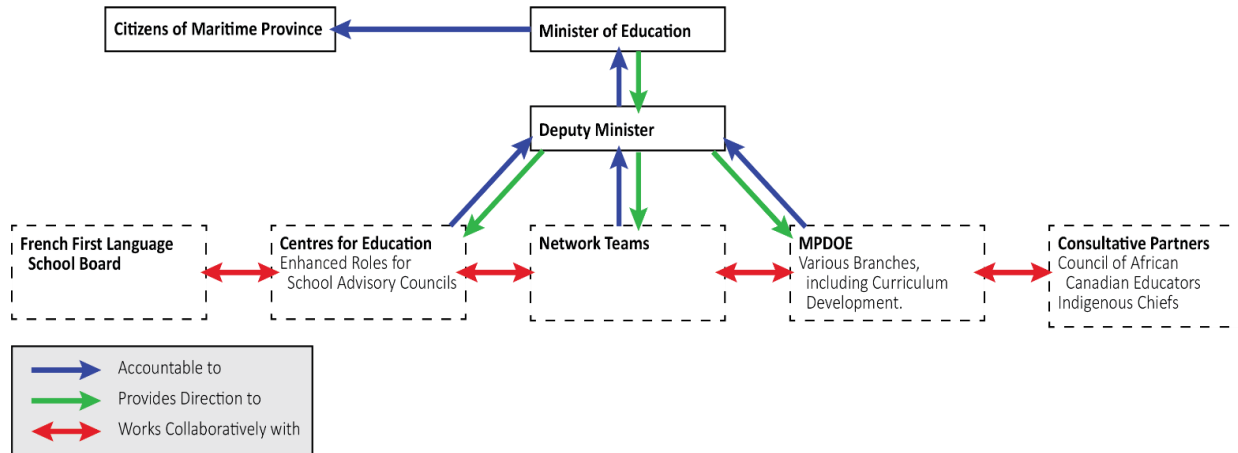 Citizens of Maritime Province
Minister of Education
Deputy Minister
French First Language
School Board
Centres for Education
Enhanced Roles for
School Advisory Councils
Network Teams
MPDOE
Various Branches,
including Curriculum
Development.
Consultative Partners
Council of African
Canadian Educators
Indigenous Chiefs
Accountable to
Provides Direction to
Works Collaboratively with